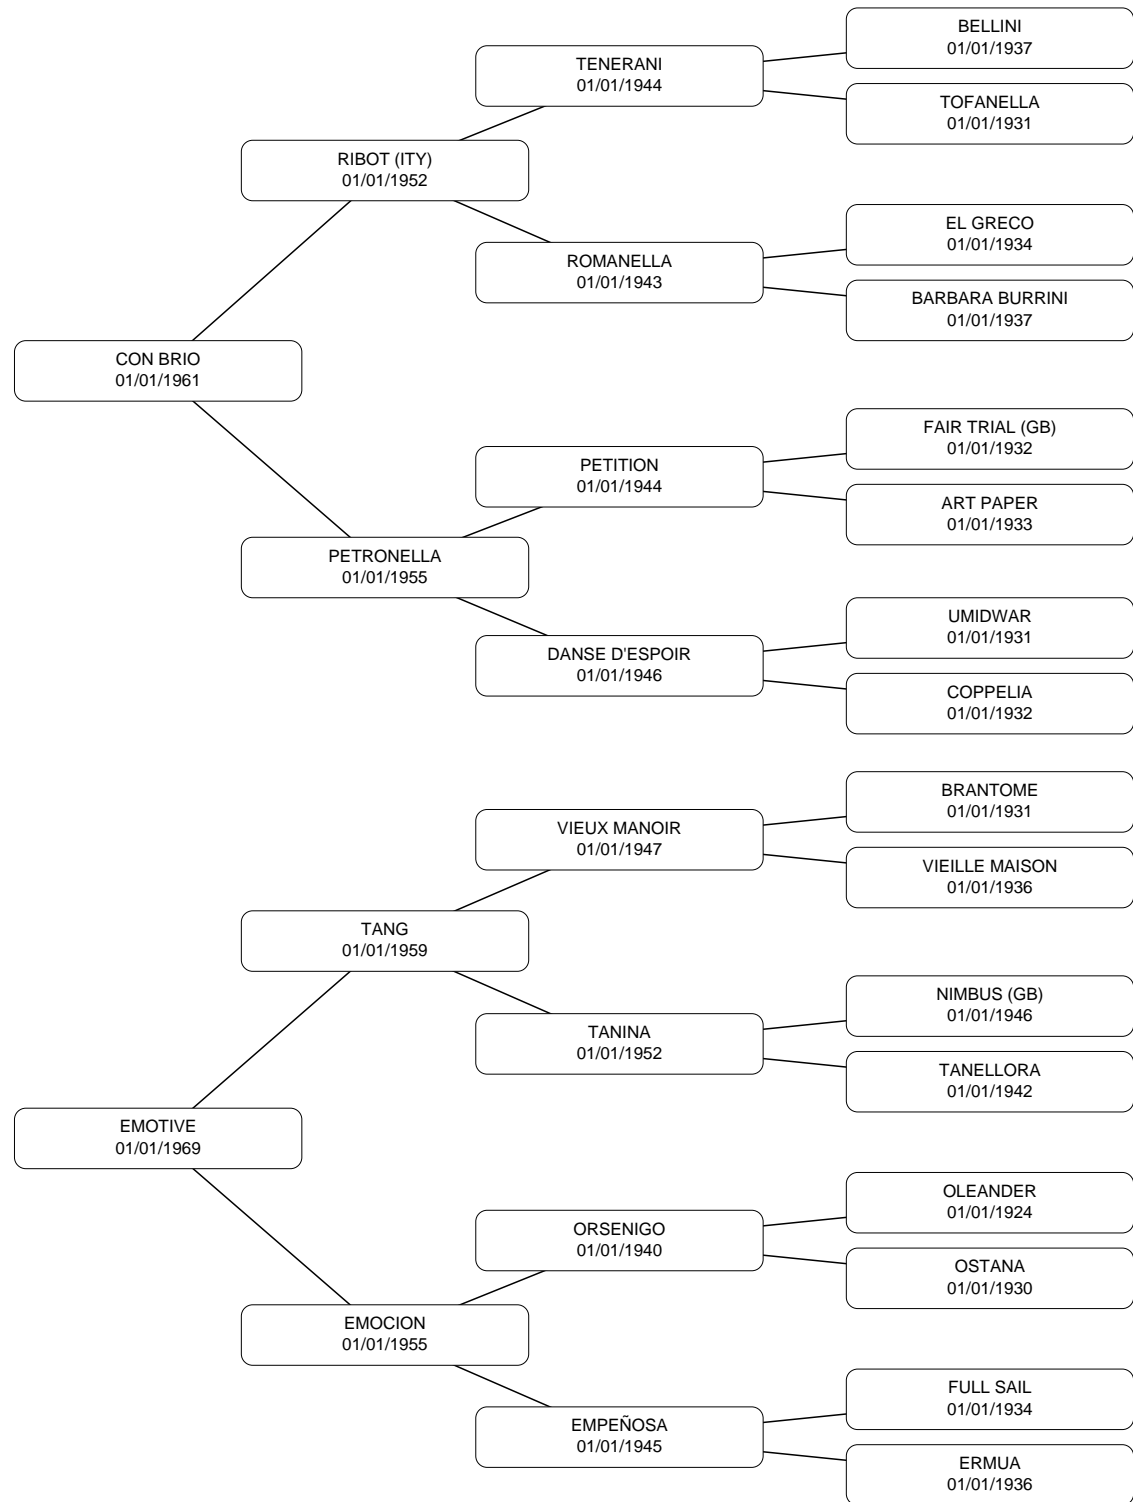 BELLINI
01/01/1937
TENERANI
01/01/1944
TOFANELLA
01/01/1931
RIBOT (ITY)
01/01/1952
EL GRECO
01/01/1934
ROMANELLA
01/01/1943
BARBARA BURRINI
01/01/1937
CON BRIO
01/01/1961
FAIR TRIAL (GB)
01/01/1932
PETITION
01/01/1944
ART PAPER
01/01/1933
PETRONELLA
01/01/1955
UMIDWAR
01/01/1931
DANSE D'ESPOIR
01/01/1946
COPPELIA
01/01/1932
BRANTOME
01/01/1931
VIEUX MANOIR
01/01/1947
VIEILLE MAISON
01/01/1936
TANG
01/01/1959
NIMBUS (GB)
01/01/1946
TANINA
01/01/1952
TANELLORA
01/01/1942
EMOTIVE
01/01/1969
OLEANDER
01/01/1924
ORSENIGO
01/01/1940
OSTANA
01/01/1930
EMOCION
01/01/1955
FULL SAIL
01/01/1934
EMPEÑOSA
01/01/1945
ERMUA
01/01/1936